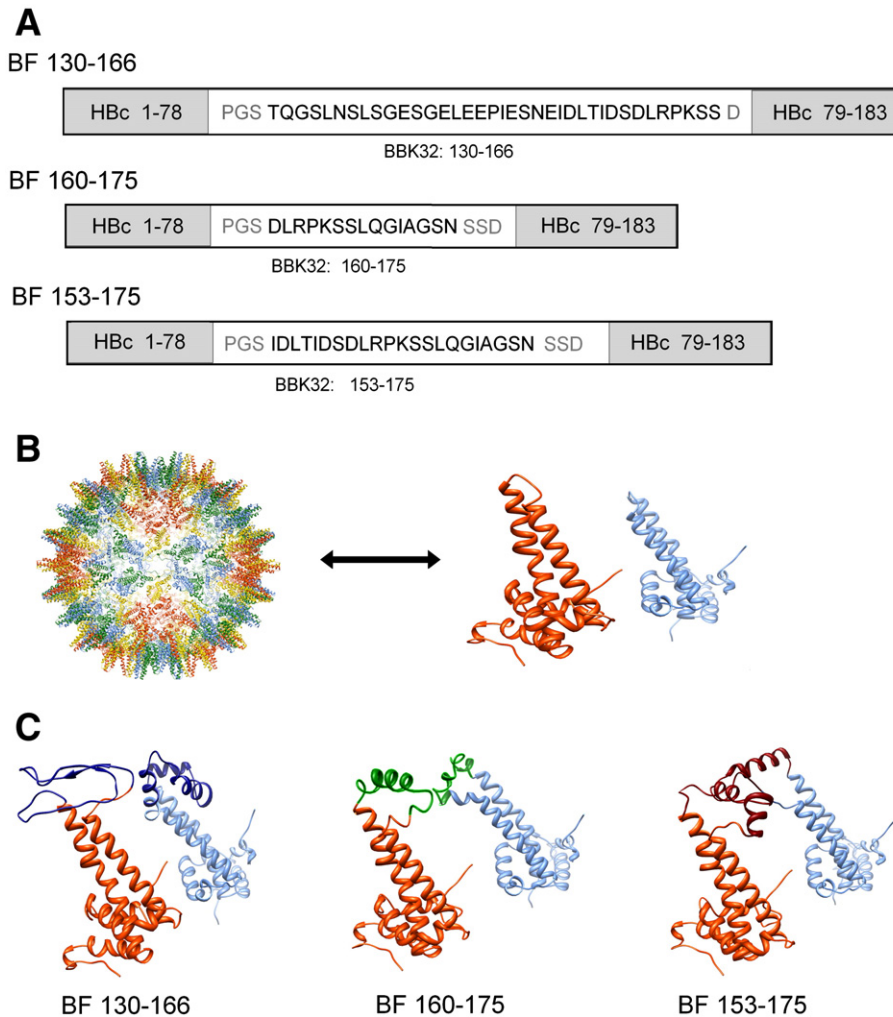 A
BF 130-166
HBc 1-78 PGS TQGSLNSLSGESGELEEPIESNEIDLTIDSDLRPKSS D HBc 79-183
BBK32: 130-166
BF 160-175
HBc 1-78 PGS DLRPKSSLQGIAGSN SSD HBc 79-183
BBK32: 160-175
BF 153-175
HBc 1-78 PGS IDLTIDSDLRPKSSLQGIAGSN SSD HBc 79-183
BBK32: 153-175
B
C
BF 130-166 BF 160-175 BF 153-175